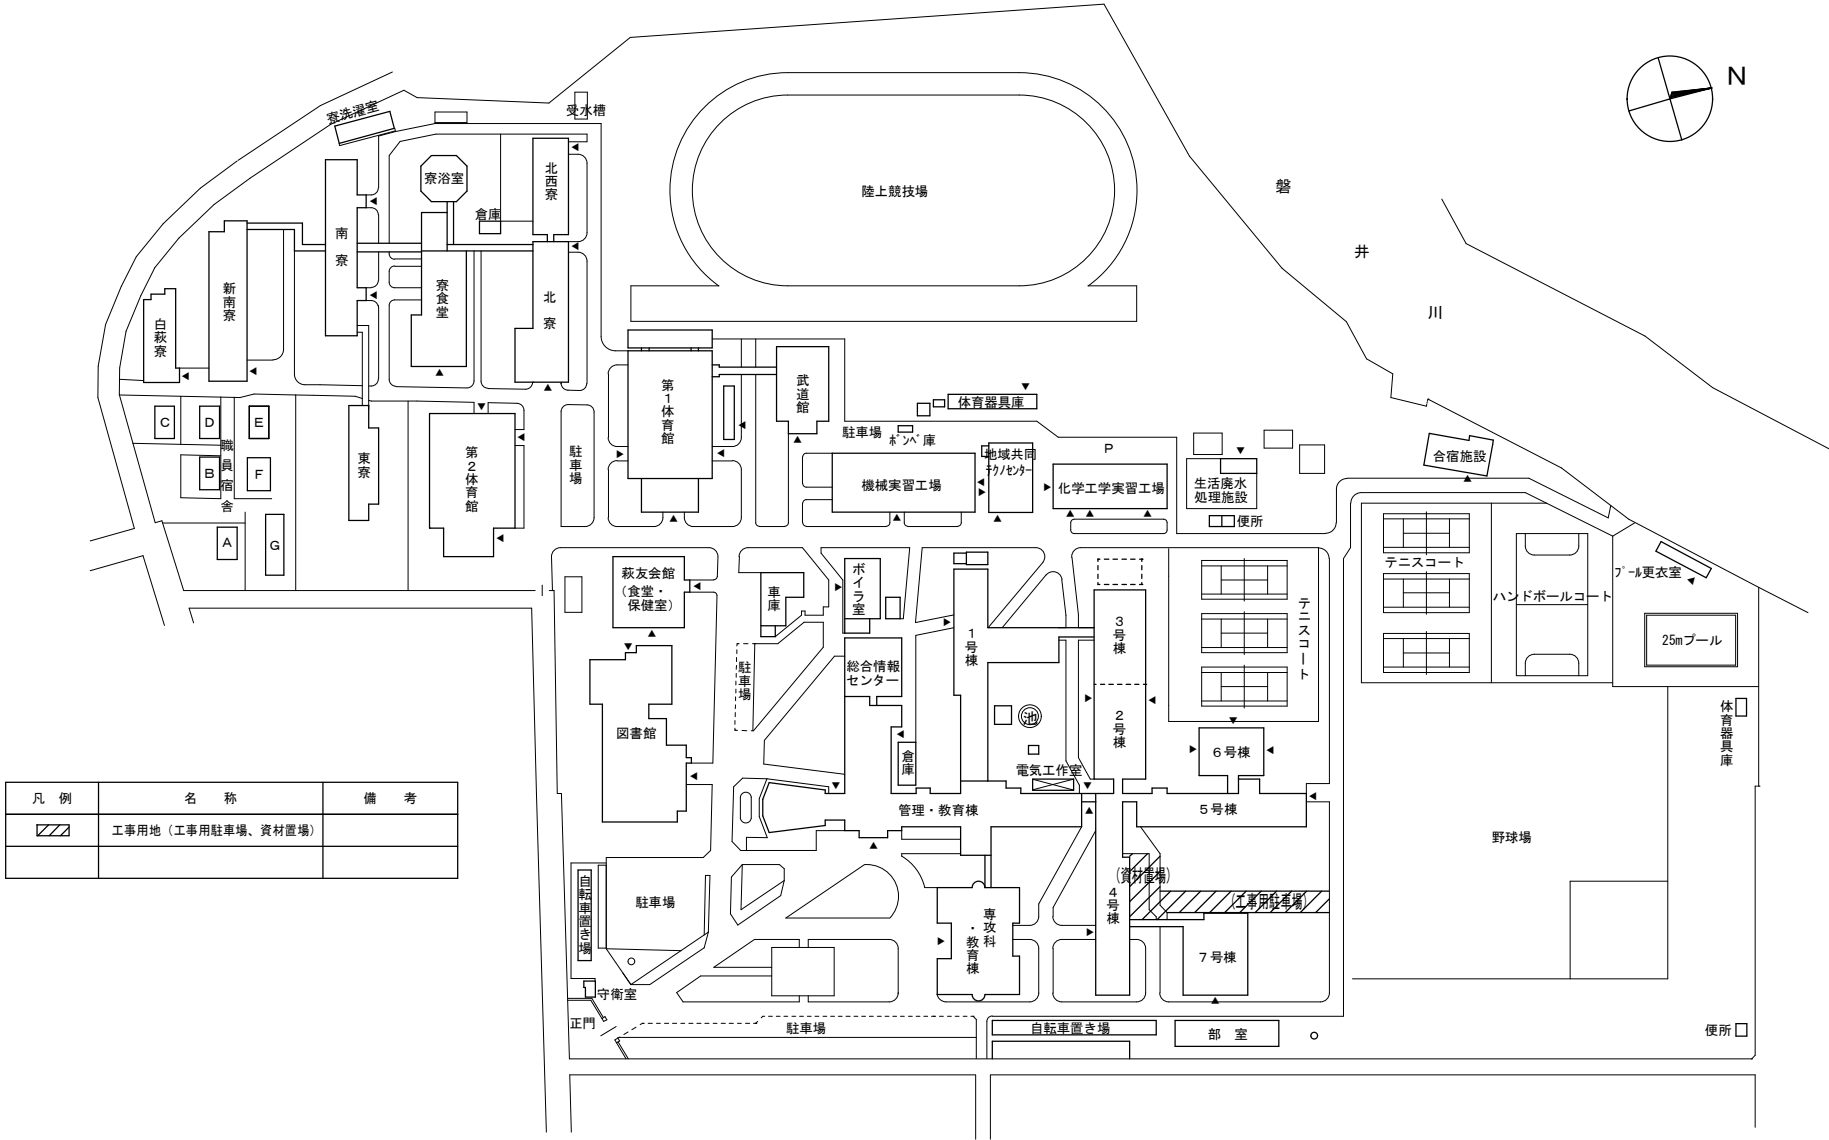 N
磐井川
陸上競技場
受水槽
寮洗濯室
寮浴室
北西寮
倉庫
南寮
新南寮
白萩寮
寮食堂
北寮
第1体育館
武道館
体育器具庫
駐車場
ﾎﾞﾝﾍﾞ庫
地域共同
ﾃｸﾉｾﾝﾀｰ
P
機械実習工場
化学工学実習工場
生活廃水
処理施設
便所
合宿施設
C
D
E
B
F
A
G
職員宿舎
東寮
第2体育館
駐車場
萩友会館
(食堂・
保健室)
車庫
ボイラ室
1号棟
3号棟
テニスコート
テニスコート
ハンドボールコート
ﾌﾟｰﾙ更衣室
25mプール
体育器具庫
駐車場
総合情報
センター
図書館
倉庫
池
2号棟
電気工作室
6号棟
管理・教育棟
5号棟
野球場
凡 例
名 称
備 考
工事用地（工事用駐車場、資材置場）
(資材置場)
(工事用駐車場)
4号棟
自転車置き場
駐車場
専攻科
・教育棟
7号棟
守衛室
正門
駐車場
自転車置き場
部 室
便所